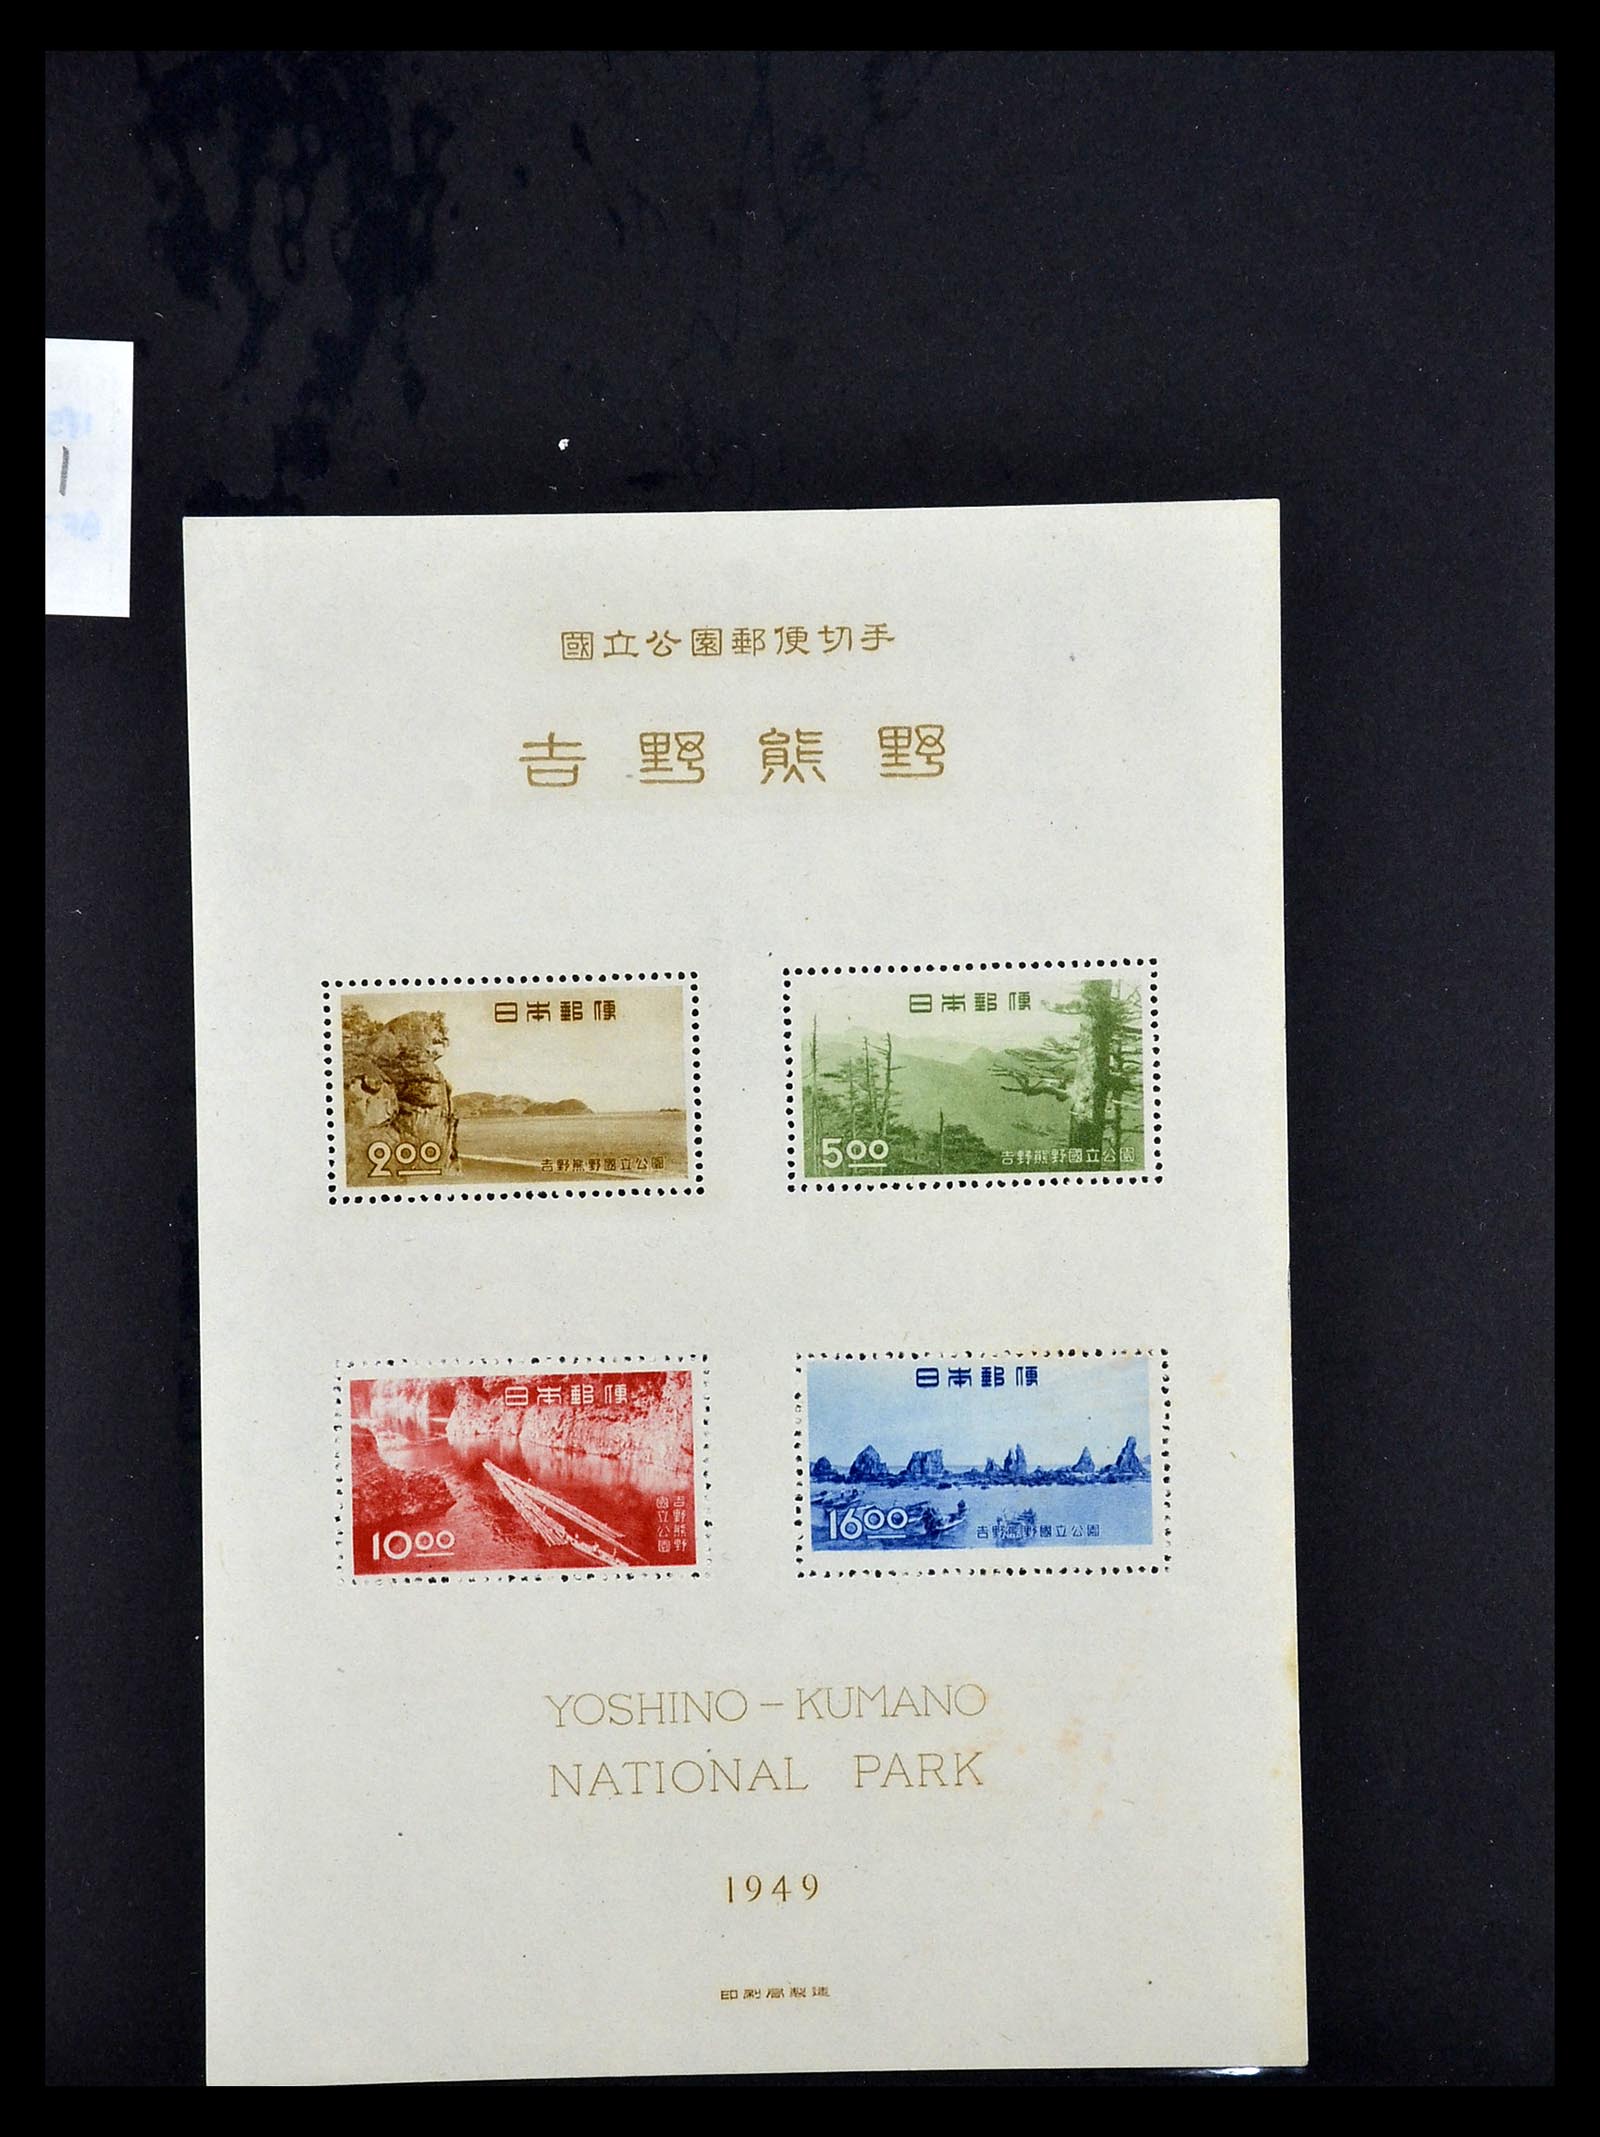 國立公園郵便切手
吉野熊野
日本郵便
2.00
吉野熊野國立公園
日本郵便
5.00
吉野熊野國立公園
日本郵便
10.00
吉野熊野
國立公園
日本郵便
16.00
吉野熊野國立公園
YOSHINO – KUMANO
NATIONAL PARK
1949
印刷局製造
1